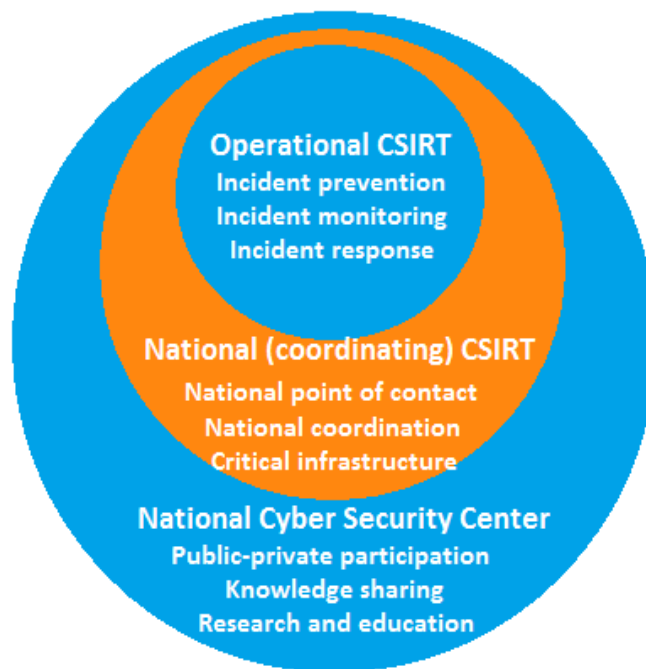 Operational CSIRT
Incident prevention
Incident monitoring
Incident response
National (coordinating) CSIRT
National point of contact
National coordination
Critical infrastructure
National Cyber Security Center
Public-private participation
Knowledge sharing
Research and education